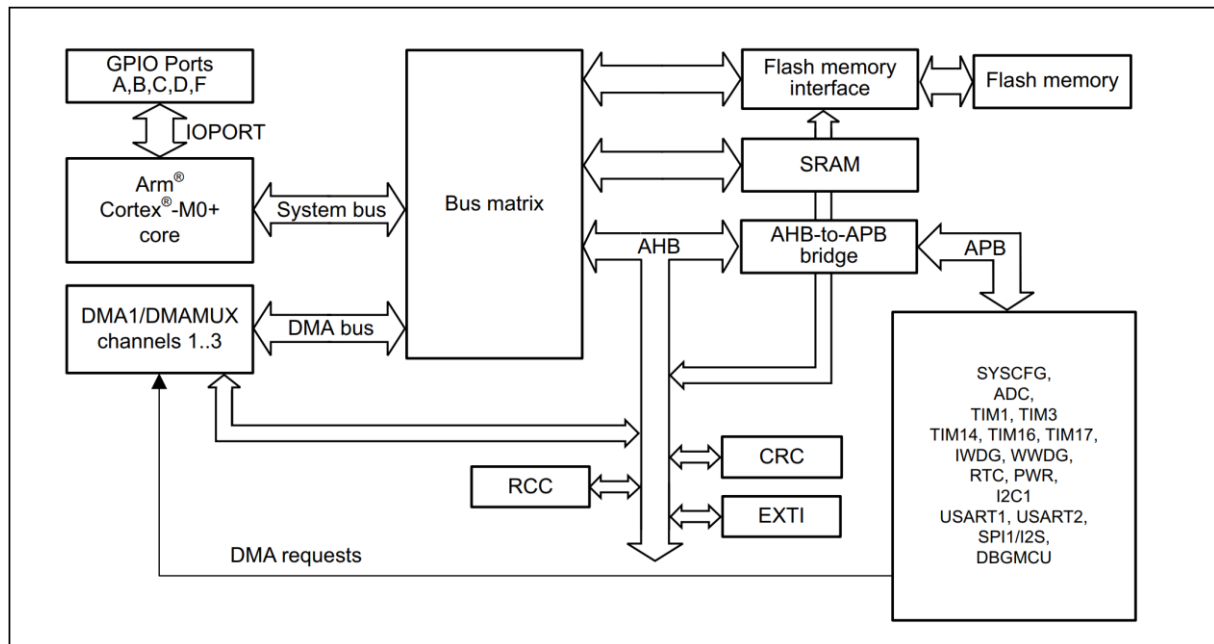 GPIO Ports
A,B,C,D,F
IOPORT
Arm®
Cortex®-M0+
core
System bus
DMA1/DMAMUX
channels 1..3
DMA bus
Bus matrix
Flash memory
interface
Flash memory
SRAM
AHB
AHB-to-APB
bridge
APB
SYSCFG,
ADC,
TIM1, TIM3
TIM14, TIM16, TIM17,
IWDG, WWDG,
RTC, PWR,
I2C1
USART1, USART2,
SPI1/I2S,
DBGMCU
CRC
RCC
EXTI
DMA requests